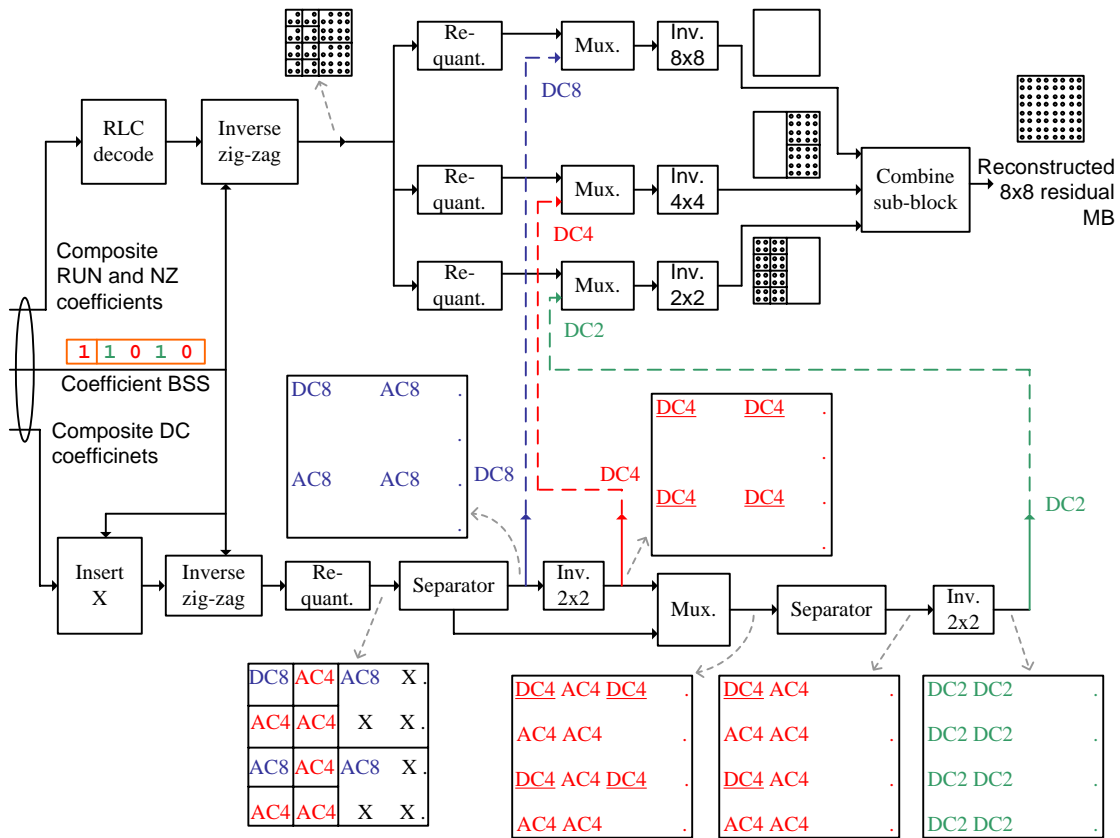 Re-
quant.
Mux.
Inv.
8x8
DC8
RLC
decode
Inverse
zig-zag
Re-
quant.
Mux.
Inv.
4x4
Combine
sub-block
Reconstructed
8x8 residual
MB
DC4
Composite
RUN and NZ
coefficients
Re-
quant.
Mux.
Inv.
2x2
DC2
1 1 0 1 0
Coefficient BSS
Composite DC
coefficinets
DC8 AC8 .
.
AC8 AC8 .
.
DC8
DC4
DC4 DC4 .
.
DC4 DC4 .
.
DC2
Insert
X
Inverse
zig-zag
Re-
quant.
Separator
Inv.
2x2
Mux.
Separator
Inv.
2x2
DC8 AC4 AC8 X .
AC4 AC4 X X .
AC8 AC4 AC8 X .
AC4 AC4 X X .
DC4 AC4 DC4 .
AC4 AC4 .
DC4 AC4 DC4 .
AC4 AC4 .
DC4 AC4 .
AC4 AC4 .
DC4 AC4 .
AC4 AC4 .
DC2 DC2 .
DC2 DC2 .
DC2 DC2 .
DC2 DC2 .